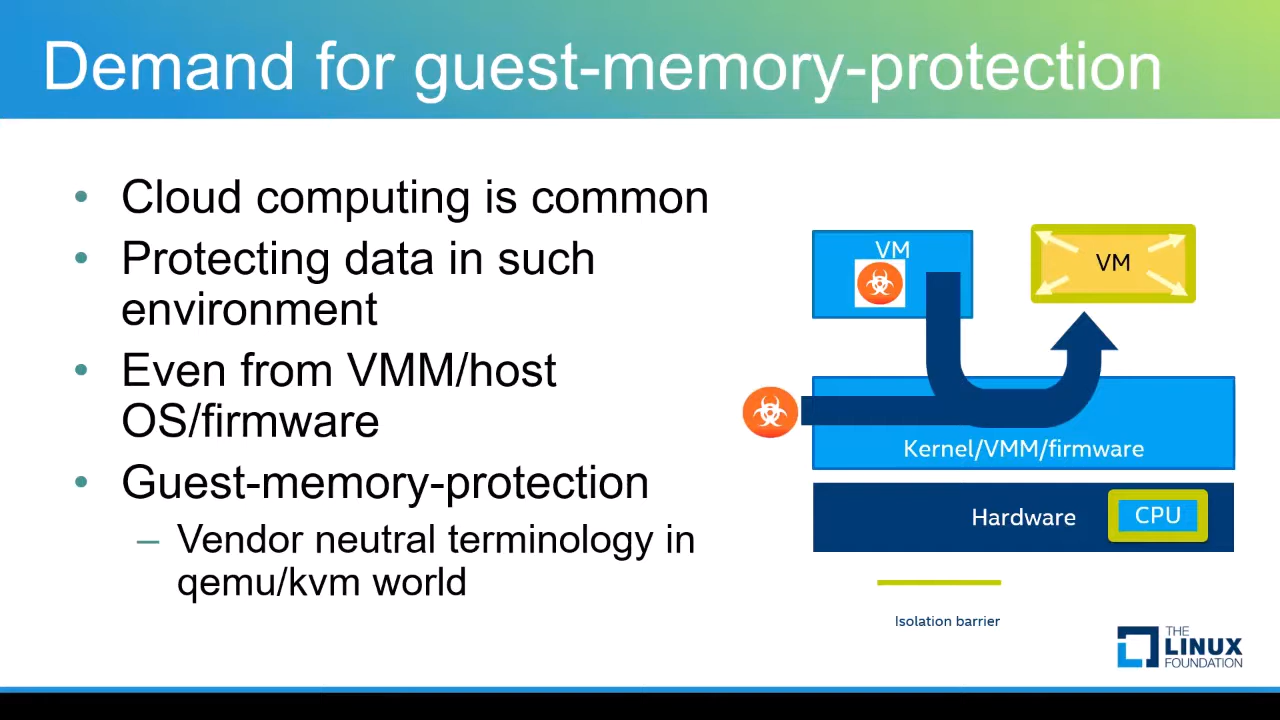 Demand for guest-memory-protection
• Cloud computing is common
• Protecting data in such
environment
• Even from VMM/host
OS/firmware
• Guest-memory-protection
– Vendor neutral terminology in
qemu/kvm world
VM
VM
Kernel/VMM/firmware
Hardware
CPU
Isolation barrier
THE
LINUX
FOUNDATION